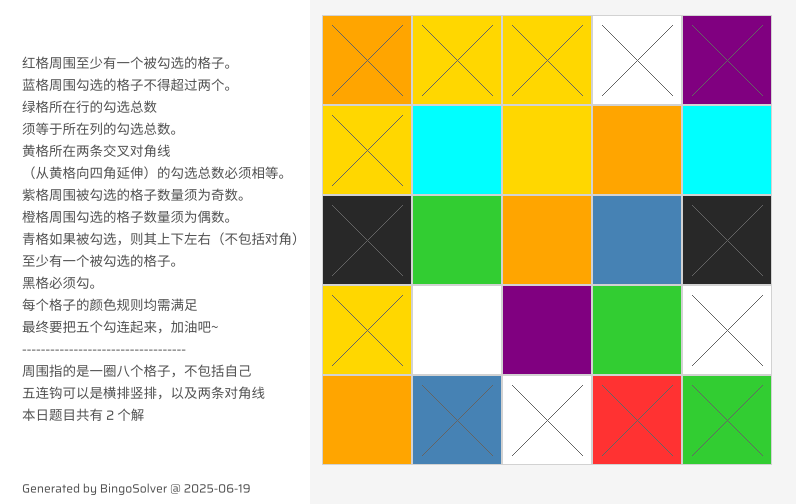 红格周围至少有一个被勾选的格子。
蓝格周围勾选的格子不得超过两个。
绿格所在行的勾选总数
须等于所在列的勾选总数。
黄格所在两条交叉对角线
（从黄格向四角延伸）的勾选总数必须相等。
紫格周围被勾选的格子数量须为奇数。
橙格周围勾选的格子数量须为偶数。
青格如果被勾选，则其上下左右（不包括对角）
至少有一个被勾选的格子。
黑格必须勾。
每个格子的颜色规则均需满足
最终要把五个勾连起来，加油吧~
----------------------------------
周围指的是一圈八个格子，不包括自己
五连钩可以是横排竖排，以及两条对角线
本日题目共有 2 个解
Generated by BingoSolver @ 2025-06-19